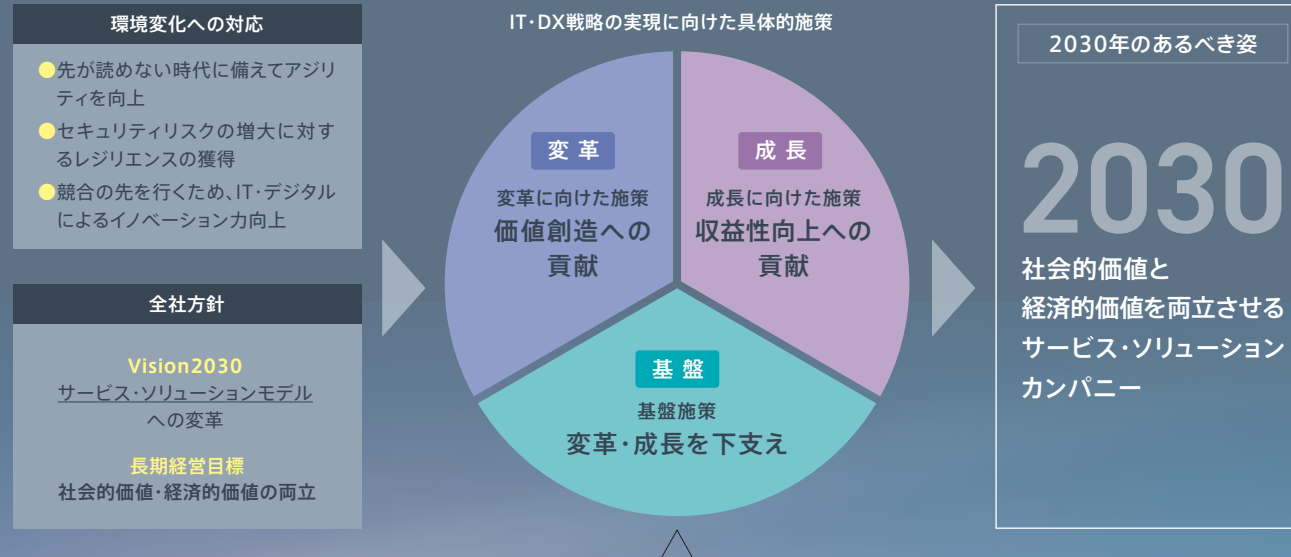 環境変化への対応
●先が読めない時代に備えてアジリ
ティを向上
●セキュリティリスクの増大に対す
るレジリエンスの獲得
●競合の先を行くため、IT・デジタル
によるイノベーション力向上
全社方針
Vision2030
サービス・ソリューションモデル
への変革
長期経営目標
社会的価値・経済的価値の両立
IT・DX戦略の実現に向けた具体的施策
変革
変革に向けた施策
価値創造への
貢献
成長
成長に向けた施策
収益性向上への
貢献
基盤
基盤施策
変革・成長を下支え
2030年のあるべき姿
2030
社会的価値と
経済的価値を両立させる
サービス・ソリューション
カンパニー